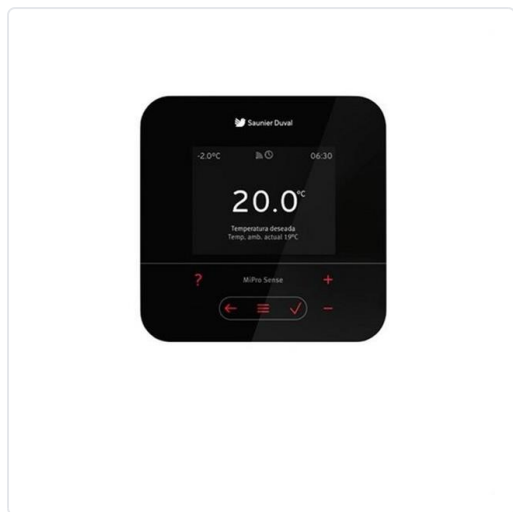 Saunier Duval
-2.0°C 06:30
20.0°C
Temperatura deseada
Temp. amb. actual 19°C
? MiPro Sense +